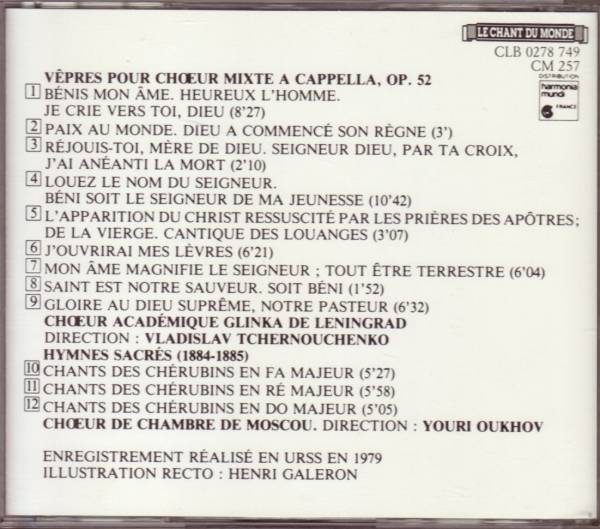 LE CHANT DU MONDE
CLB 0278 749
CM 257
DISTRIBUTION
harmonia
mundi
FRANCE
VÊPRES POUR CHŒUR MIXTE A CAPPELLA, OP. 52
1 BÉNIS MON ÂME. HEUREUX L'HOMME.
JE CRIE VERS TOI, DIEU (8'27)
2 PAIX AU MONDE. DIEU A COMMENCÉ SON RÈGNE (3')
3 RÉJOUIS-TOI, MÈRE DE DIEU. SEIGNEUR DIEU, PAR TA CROIX,
J'AI ANÉANTI LA MORT (2'10)
4 LOUEZ LE NOM DU SEIGNEUR.
BÉNI SOIT LE SEIGNEUR DE MA JEUNESSE (10'42)
5 L'APPARITION DU CHRIST RESSUSCITÉ PAR LES PRIÈRES DES APÔTRES;
DE LA VIERGE. CANTIQUE DES LOUANGES (3'07)
6 J'OUVRIRAI MES LÈVRES (6'21)
7 MON ÂME MAGNIFIE LE SEIGNEUR ; TOUT ÊTRE TERRESTRE (6'04)
8 SAINT EST NOTRE SAUVEUR. SOIT BÉNI (1'52)
9 GLOIRE AU DIEU SUPRÊME, NOTRE PASTEUR (6'32)
CHŒUR ACADÉMIQUE GLINKA DE LENINGRAD
DIRECTION : VLADISLAV TCHERNOUCHENKO
HYMNES SACRÉS (1884-1885)
10 CHANTS DES CHÉRUBINS EN FA MAJEUR (5'27)
11 CHANTS DES CHÉRUBINS EN RÉ MAJEUR (5'58)
12 CHANTS DES CHÉRUBINS EN DO MAJEUR (5'05)
CHŒUR DE CHAMBRE DE MOSCOU. DIRECTION : YOURI OUKHOV
ENREGISTREMENT RÉALISÉ EN URSS EN 1979
ILLUSTRATION RECTO : HENRI GALERON